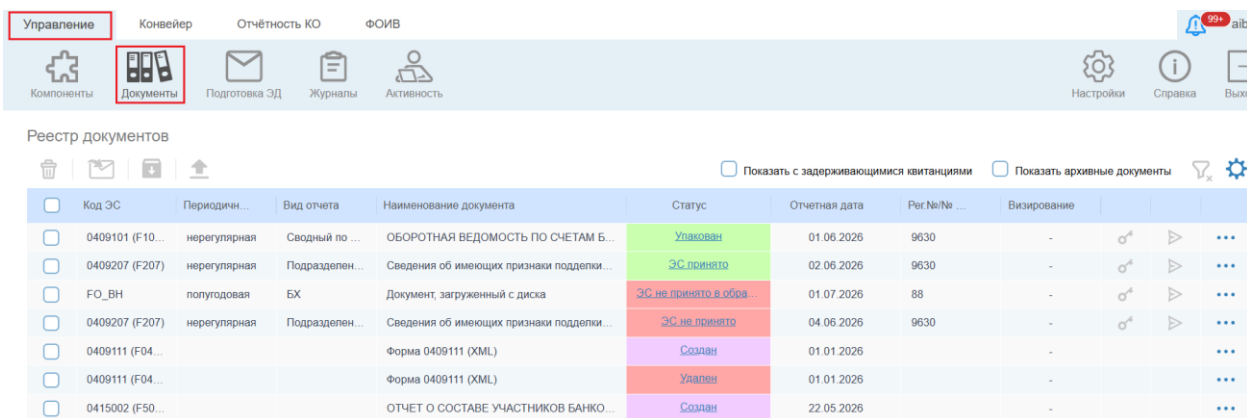 Управление Конвейер Отчётность КО ФОИВ 99+ aib
Компоненты Документы Подготовка ЭД Журналы Активность Настройки Справка Вых
Реестр документов
Показать с задерживающимися квитанциями Показать архивные документы
Код ЭС Периодичн... Вид отчета Наименование документа Статус Отчетная дата Рег.№/№ ... Визирование
0409101 (F10... нерегулярная Сводный по ... ОБОРОТНАЯ ВЕДОМОСТЬ ПО СЧЕТАМ Б... Упакован 01.06.2026 9630 - ...
0409207 (F207) нерегулярная Подразделен... Сведения об имеющих признаки подделки... ЭС принято 02.06.2026 9630 - ...
FO_BH полугодовая БХ Документ, загруженный с диска ЭС не принято в обра... 01.07.2026 88 - ...
0409207 (F207) нерегулярная Подразделен... Сведения об имеющих признаки подделки... ЭС не принято 04.06.2026 9630 - ...
0409111 (F04... Форма 0409111 (XML) Создан 01.01.2026 - ...
0409111 (F04... Форма 0409111 (XML) Удален 01.01.2026 - ...
0415002 (F50... ОТЧЕТ О СОСТАВЕ УЧАСТНИКОВ БАНКО... Создан 22.05.2026 - ...